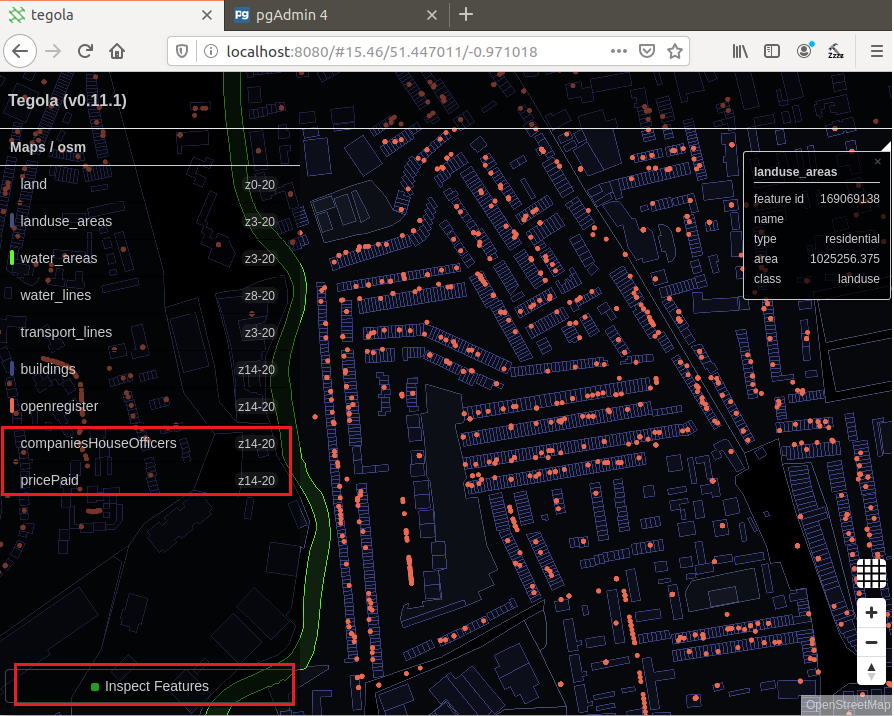 tegola
pgAdmin 4
localhost:8080/#15.46/51.447011/-0.971018
Tegola (v0.11.1)
Maps / osm
land z0-20
landuse_areas z3-20
water_areas z3-20
water_lines z8-20
transport_lines z3-20
buildings z14-20
openregister z14-20
companiesHouseOfficers z14-20
pricePaid z14-20
Inspect Features
landuse_areas
feature id 169069138
name
type residential
area 1025256.375
class landuse
OpenStreetMap